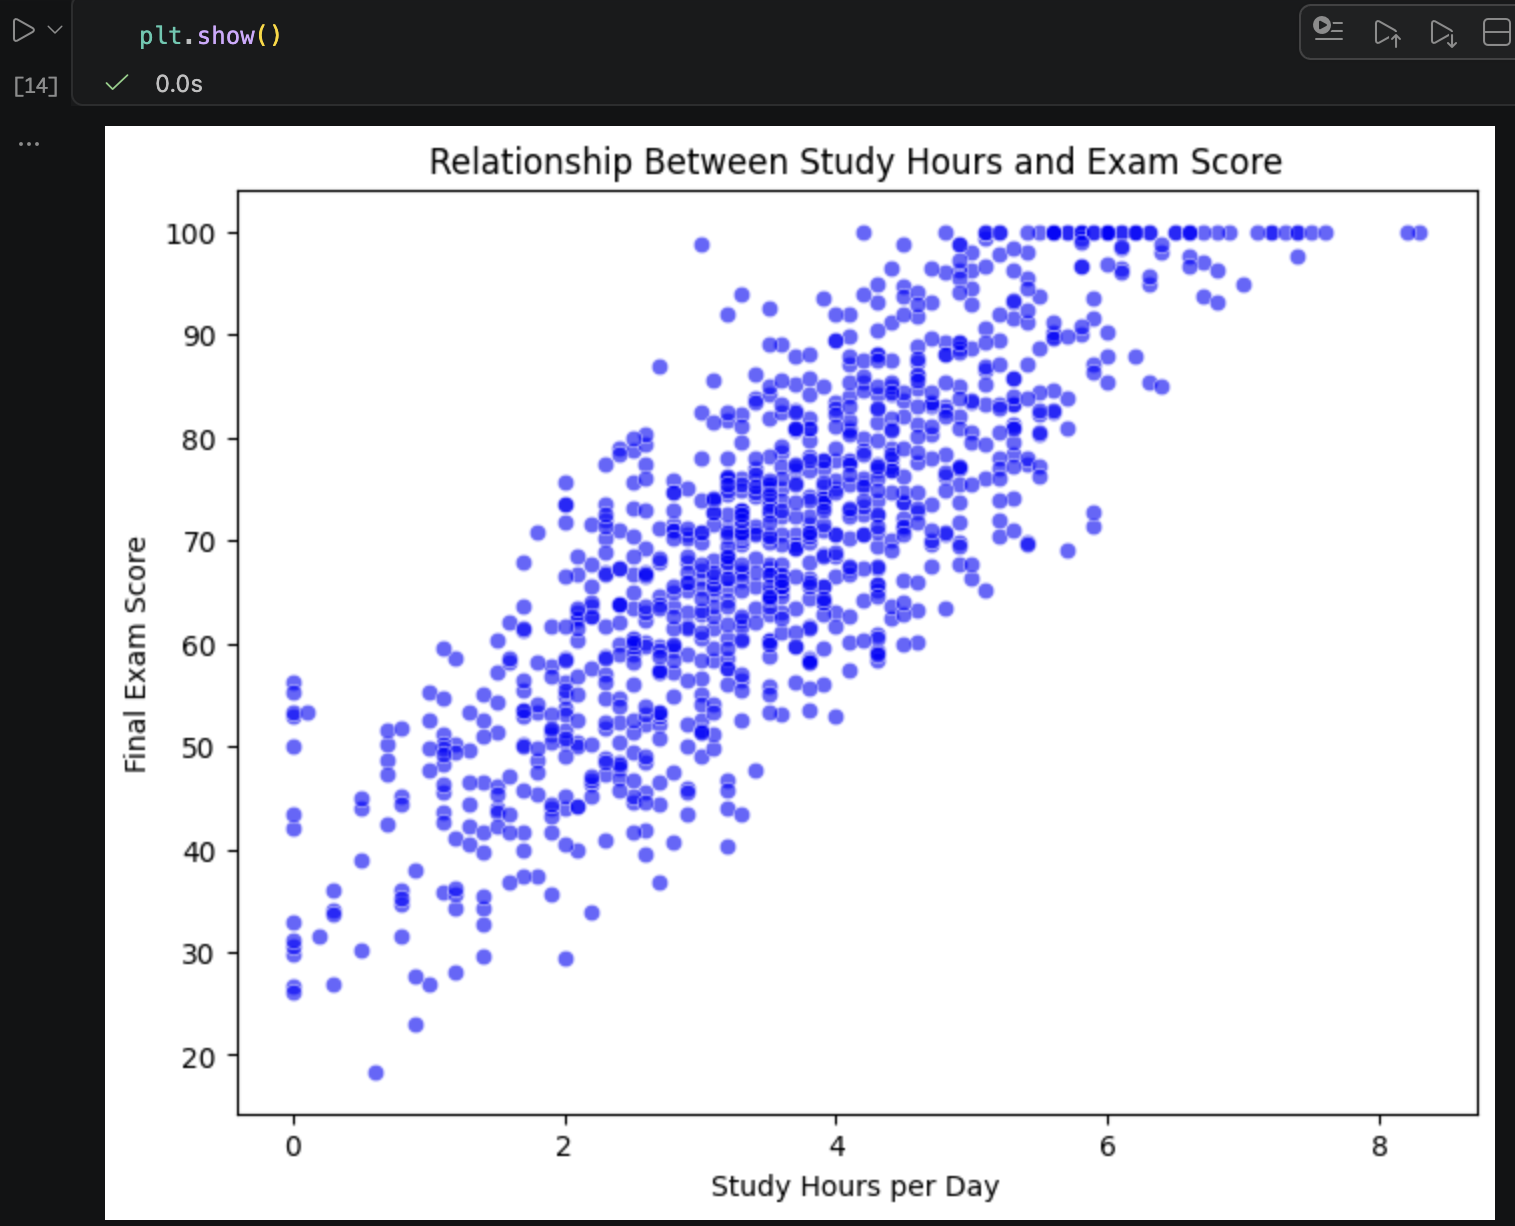 plt.show()
[14]
0.0s
...
Relationship Between Study Hours and Exam Score
100
90
80
70
60
50
40
30
20
Final Exam Score
0 2 4 6 8
Study Hours per Day